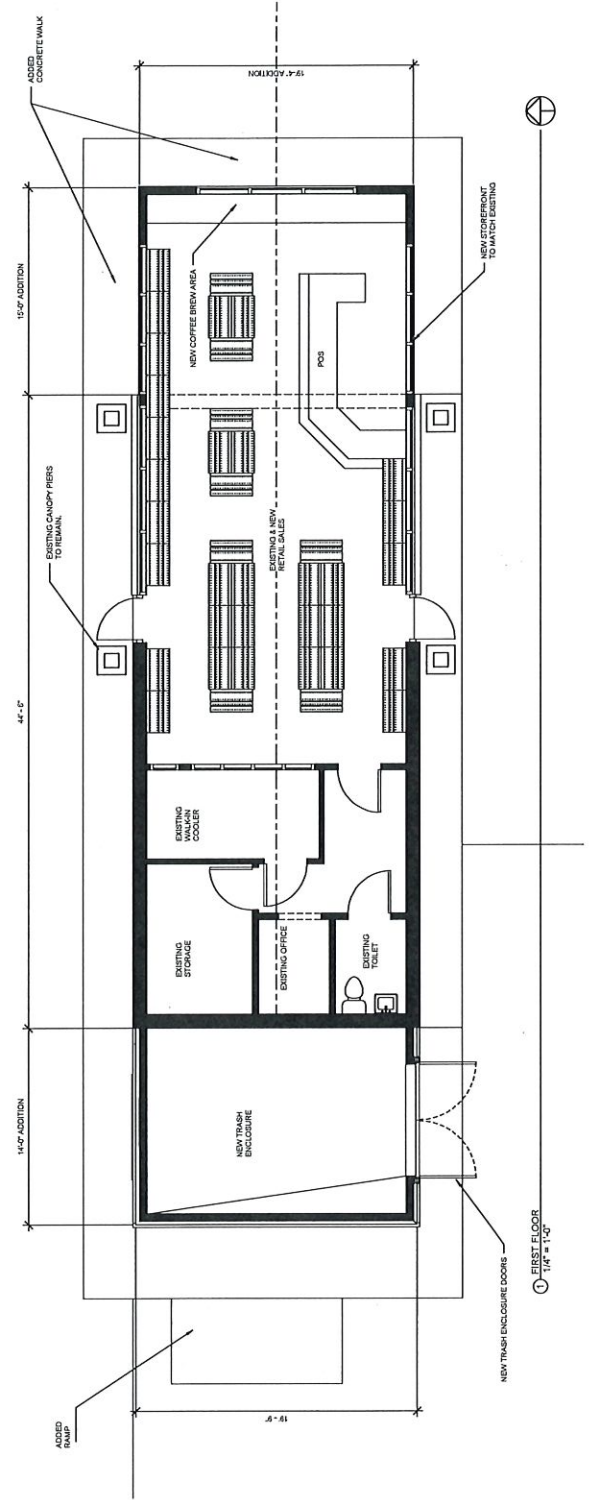 ADDED
CONCRETE WALK
15'-0" ADDITION
19'-4" ADDITION
EXISTING CANOPY PIERS
TO REMAIN.
44'-6"
14'-0" ADDITION
NEW COFFEE BREW AREA
NEW STOREFRONT
TO MATCH EXISTING
POS
EXISTING & NEW
RETAIL SALES
EXISTING
WALK-IN
COOLER
EXISTING
STORAGE
EXISTING OFFICE
EXISTING
TOILET
NEW TRASH
ENCLOSURE
ADDED
RAMP
19'-9"
NEW TRASH ENCLOSURE DOORS
1 FIRST FLOOR
1/4" = 1'-0"